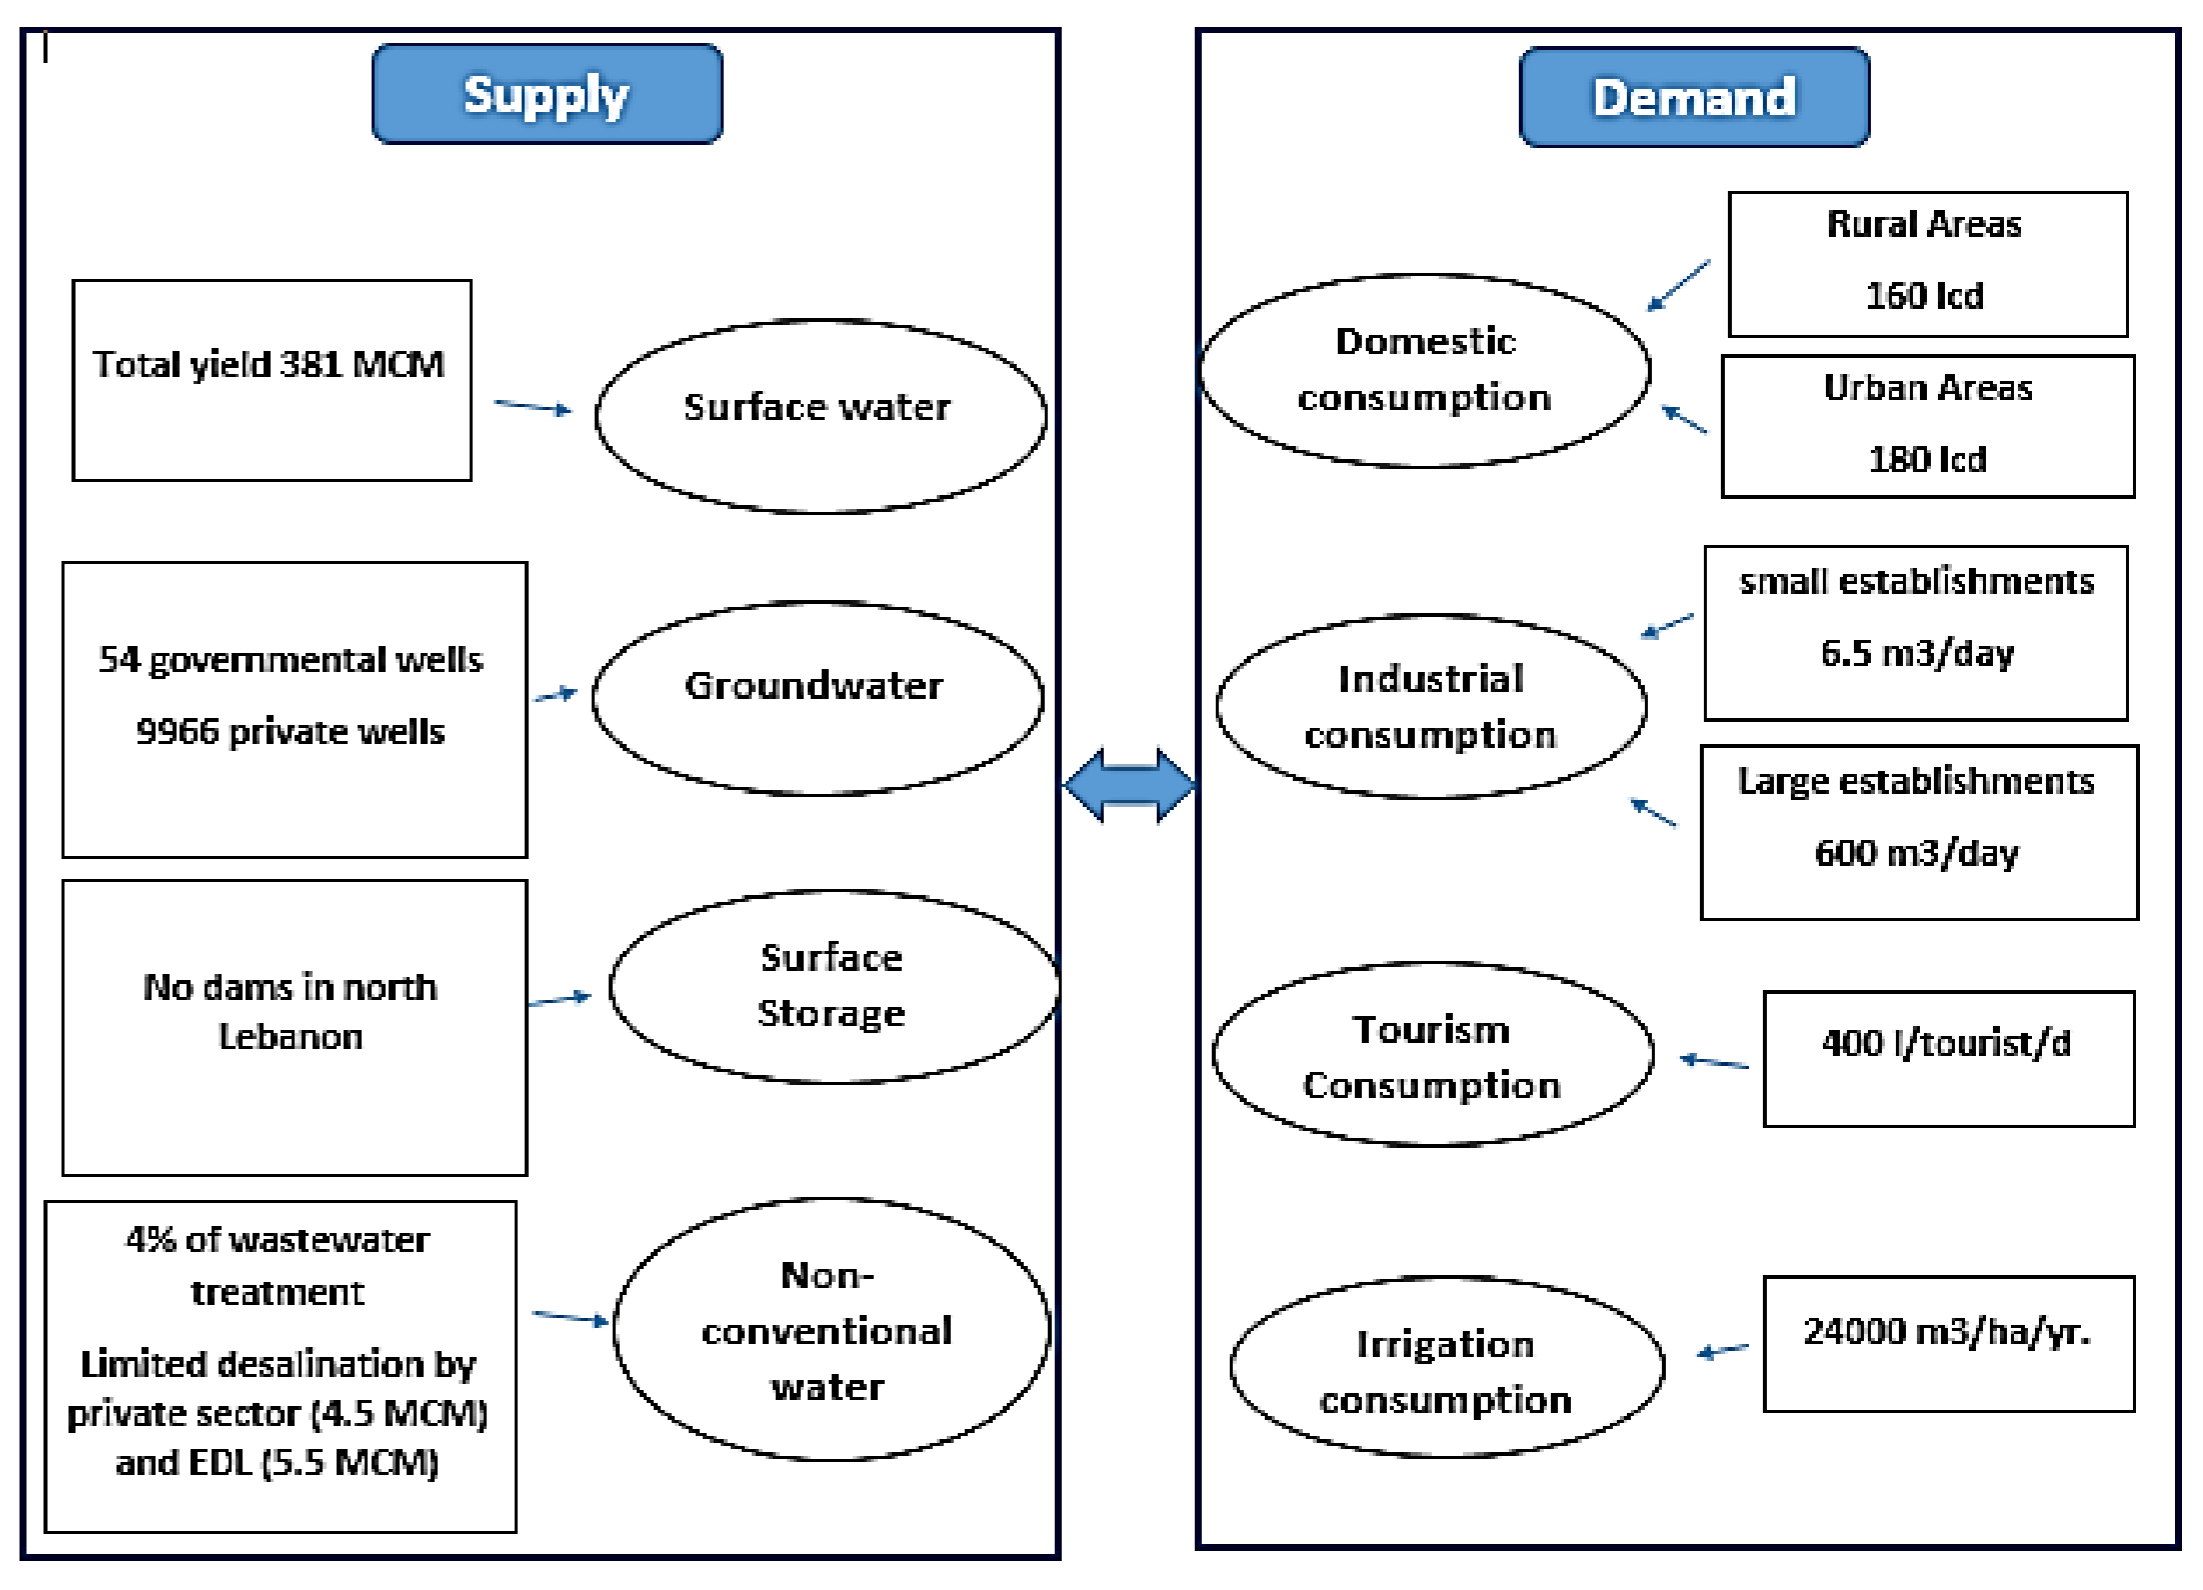 Supply
Total yield 381 MCM
Surface water
54 governmental wells
9966 private wells
Groundwater
No dams in north
Lebanon
Surface
Storage
4% of wastewater
treatment
Limited desalination by
private sector (4.5 MCM)
and EDL (5.5 MCM)
Non-
conventional
water
Demand
Domestic
consumption
Rural Areas
160 lcd
Urban Areas
180 lcd
Industrial
consumption
small establishments
6.5 m3/day
Large establishments
600 m3/day
Tourism
Consumption
400 l/tourist/d
Irrigation
consumption
24000 m3/ha/yr.